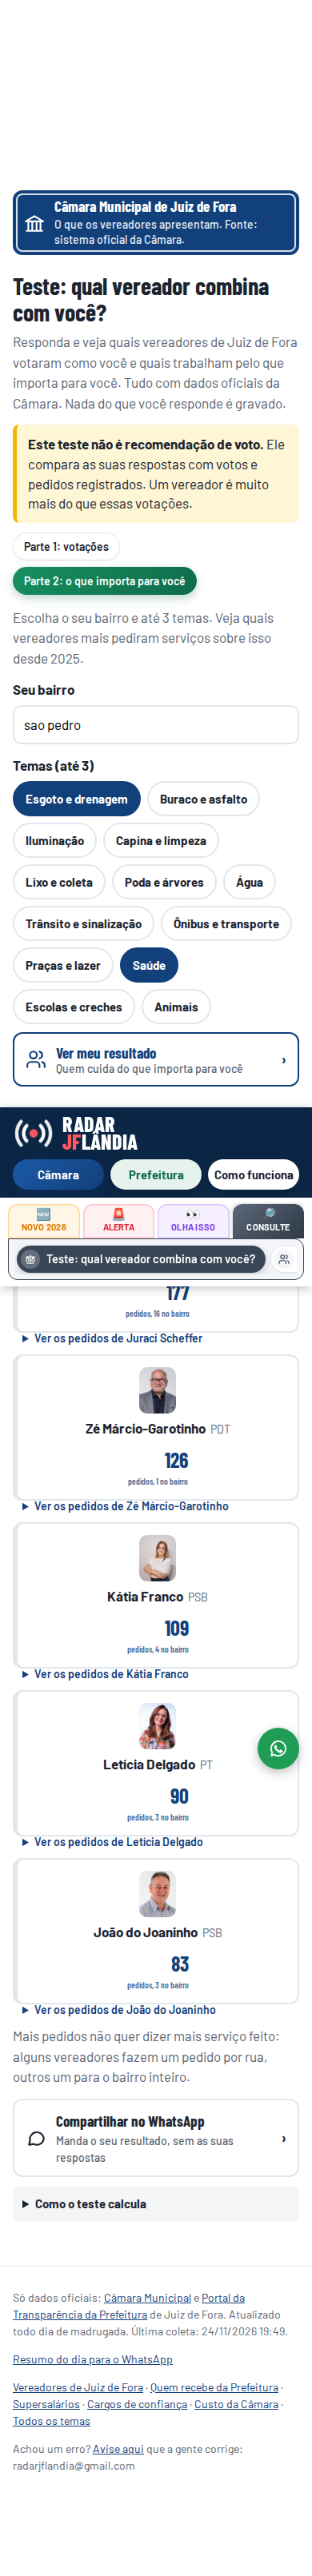 Câmara Municipal de Juiz de Fora
O que os vereadores apresentam. Fonte:
sistema oficial da Câmara.
Teste: qual vereador combina
com você?
Responda e veja quais vereadores de Juiz de Fora
votaram como você e quais trabalham pelo que
importa para você. Tudo com dados oficiais da
Câmara. Nada do que você responde é gravado.
Este teste não é recomendação de voto. Ele
compara as suas respostas com votos e
pedidos registrados. Um vereador é muito
mais do que essas votações.
Parte 1: votações
Parte 2: o que importa para você
Escolha o seu bairro e até 3 temas. Veja quais
vereadores mais pediram serviços sobre isso
desde 2025.
Seu bairro
sao pedro
Temas (até 3)
Esgoto e drenagem Buraco e asfalto
Iluminação Capina e limpeza
Lixo e coleta Poda e árvores Água
Trânsito e sinalização Ônibus e transporte
Praças e lazer Saúde
Escolas e creches Animais
Ver meu resultado ›
Quem cuida do que importa para você
RADAR
JFLÂNDIA
Câmara Prefeitura Como funciona
NOVO 2026 ALERTA OLHA ISSO CONSULTE
Teste: qual vereador combina com você?
177
pedidos, 16 no bairro
▶ Ver os pedidos de Juraci Scheffer
Zé Márcio-Garotinho PDT
126
pedidos, 1 no bairro
▶ Ver os pedidos de Zé Márcio-Garotinho
Kátia Franco PSB
109
pedidos, 4 no bairro
▶ Ver os pedidos de Kátia Franco
Letícia Delgado PT
90
pedidos, 3 no bairro
▶ Ver os pedidos de Letícia Delgado
João do Joaninho PSB
83
pedidos, 3 no bairro
▶ Ver os pedidos de João do Joaninho
Mais pedidos não quer dizer mais serviço feito:
alguns vereadores fazem um pedido por rua,
outros um para o bairro inteiro.
Compartilhar no WhatsApp ›
Manda o seu resultado, sem as suas
respostas
▶ Como o teste calcula
Só dados oficiais: Câmara Municipal e Portal da
Transparência da Prefeitura de Juiz de Fora. Atualizado
todo dia de madrugada. Última coleta: 24/11/2026 19:49.
Resumo do dia para o WhatsApp
Vereadores de Juiz de Fora · Quem recebe da Prefeitura ·
Supersalários · Cargos de confiança · Custo da Câmara ·
Todos os temas
Achou um erro? Avise aqui que a gente corrige:
radarjflandia@gmail.com